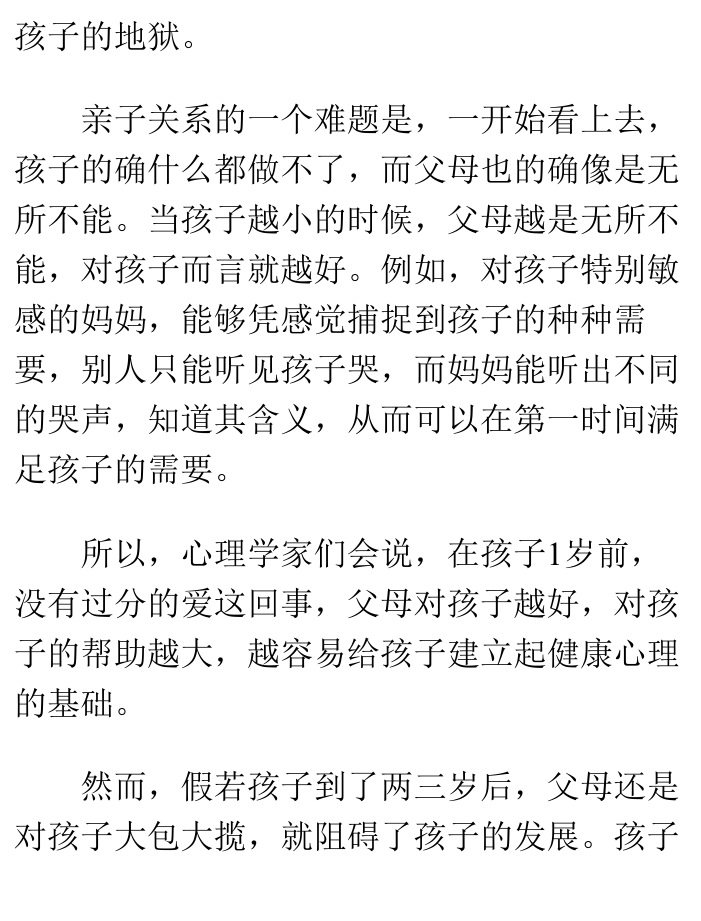 孩子的地狱。
亲子关系的一个难题是，一开始看上去，
孩子的确什么都做不了，而父母也的确像是无
所不能。当孩子越小的时候，父母越是无所不
能，对孩子而言就越好。例如，对孩子特别敏
感的妈妈，能够凭感觉捕捉到孩子的种种需
要，别人只能听见孩子哭，而妈妈能听出不同
的哭声，知道其含义，从而可以在第一时间满
足孩子的需要。
所以，心理学家们会说，在孩子1岁前，
没有过分的爱这回事，父母对孩子越好，对孩
子的帮助越大，越容易给孩子建立起健康心理
的基础。
然而，假若孩子到了两三岁后，父母还是
对孩子大包大揽，就阻碍了孩子的发展。孩子